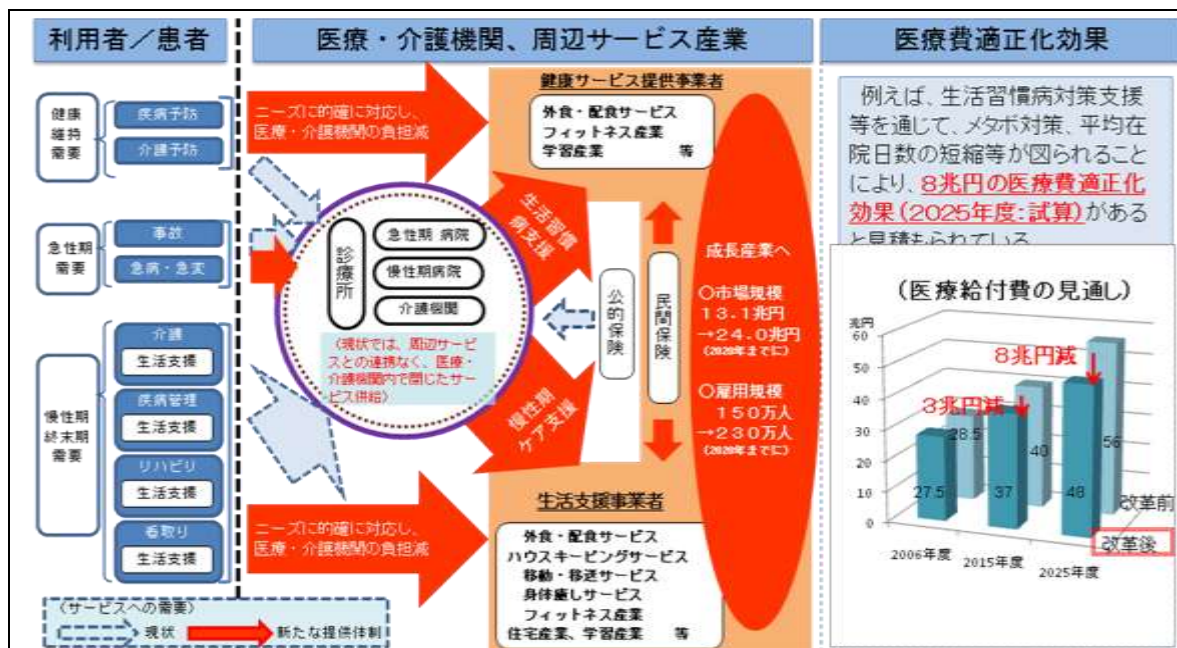 利用者／患者
医療・介護機関、周辺サービス産業
医療費適正化効果
健康
維持
需要
疾病予防
介護予防
急性期
需要
事故
急病・急変
慢性期
終末期
需要
介護
生活支援
疾病管理
生活支援
リハビリ
生活支援
看取り
生活支援
〈サービスへの需要〉
現状
新たな提供体制
ニーズに的確に対応し、
医療・介護機関の負担減
診療所
急性期 病院
慢性期病院
介護機関
〈現状では、周辺サービ
スとの連携なく、医療・
介護機関内で閉じたサー
ビス供給〉
生活習慣
病支援
慢性期
ケア支援
ニーズに的確に対応し、
医療・介護機関の負担減
健康サービス提供事業者
外食・配食サービス
フィットネス産業
学習産業 等
公的保険
民間保険
成長産業へ
○市場規模
13.1兆円
→24.0兆円
(2020年までに)
○雇用規模
150万人
→230万人
(2020年までに)
生活支援事業者
外食・配食サービス
ハウスキーピングサービス
移動・移送サービス
身体癒しサービス
フィットネス産業
住宅産業、学習産業 等
例えば、生活習慣病対策支援
等を通じて、メタボ対策、平均在
院日数の短縮等が図られること
により、8兆円の医療費適正化
効果(2025年度:試算)がある
と見積もられている
(医療給付費の見通し)
兆円
60
50
40
30
20
10
0
8兆円減
3兆円減
28.5
40
56
27.5
37
48
改革前
改革後
2006年度
2015年度
2025年度